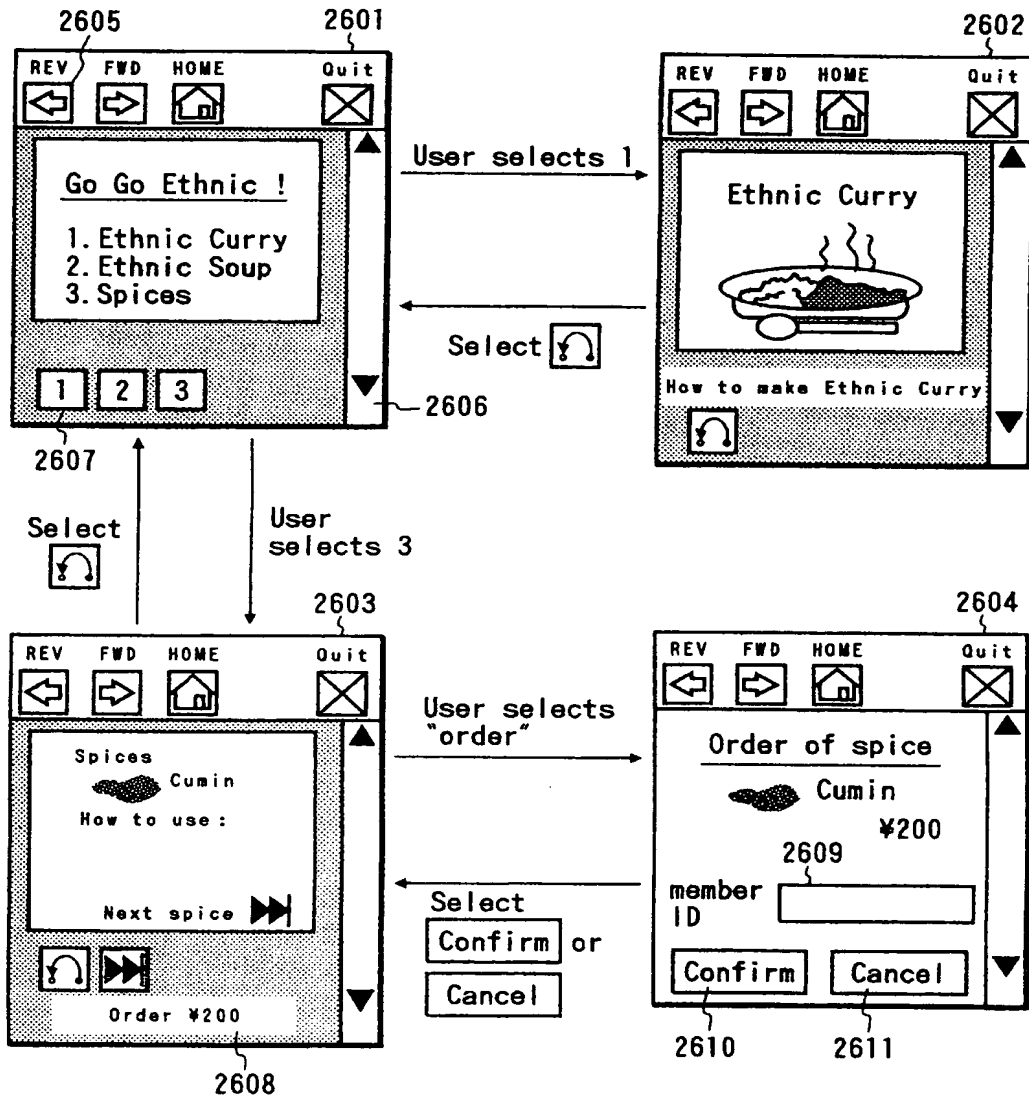 2605
2601
REV FWD HOME Quit
Go Go Ethnic !
1. Ethnic Curry
2. Ethnic Soup
3. Spices
1 2 3
2606
2607
User selects 1
Select
2602
REV FWD HOME Quit
Ethnic Curry
How to make Ethnic Curry
Select
User
selects 3
2603
REV FWD HOME Quit
Spices
Cumin
How to use:
Next spice
Order ¥200
2608
User selects
"order"
Select
Confirm or
Cancel
2604
REV FWD HOME Quit
Order of spice
Cumin
¥200
2609
member
ID
Confirm Cancel
2610 2611